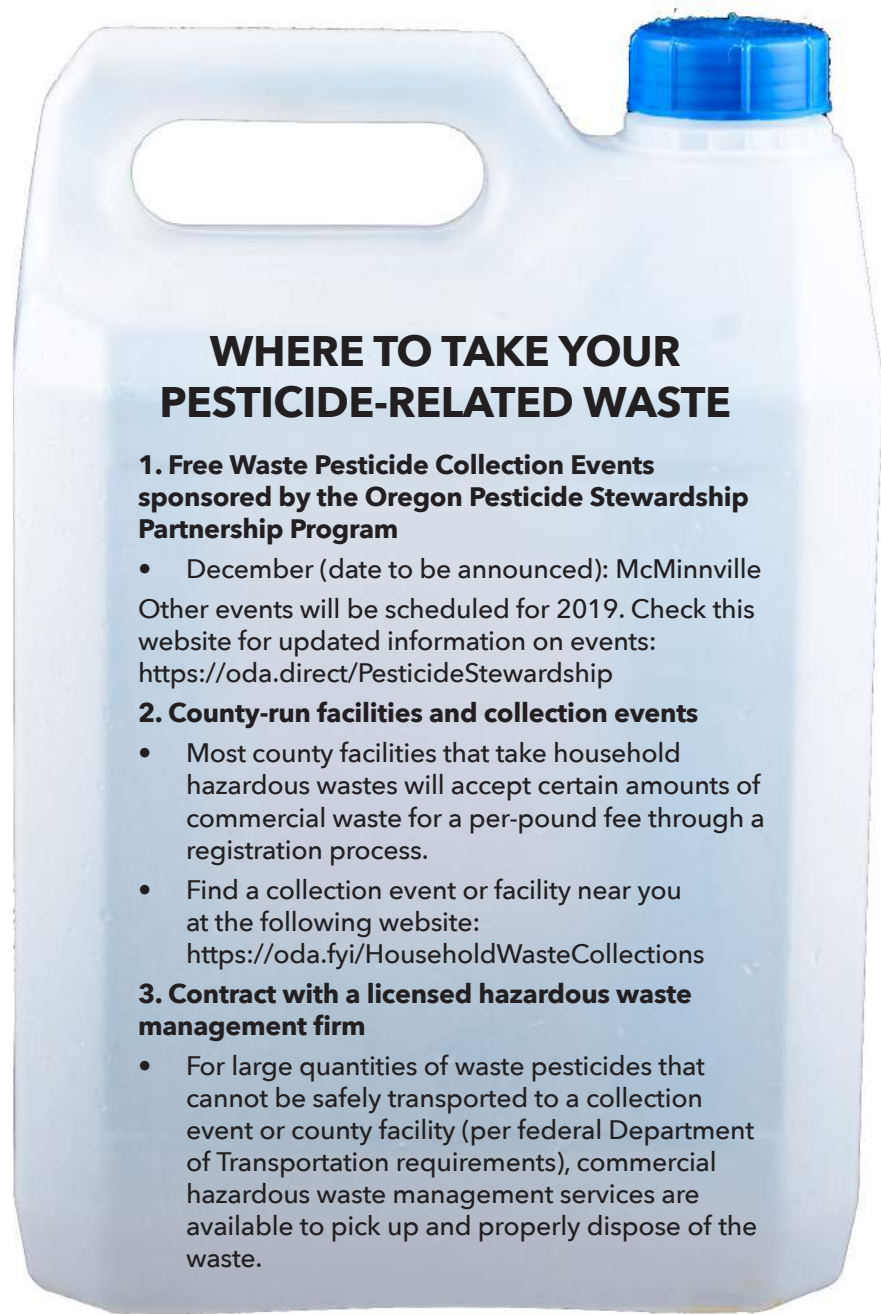 WHERE TO TAKE YOUR
PESTICIDE-RELATED WASTE
1. Free Waste Pesticide Collection Events
sponsored by the Oregon Pesticide Stewardship
Partnership Program
• December (date to be announced): McMinnville
Other events will be scheduled for 2019. Check this
website for updated information on events:
https://oda.direct/PesticideStewardship
2. County-run facilities and collection events
• Most county facilities that take household
hazardous wastes will accept certain amounts of
commercial waste for a per-pound fee through a
registration process.
• Find a collection event or facility near you
at the following website:
https://oda.fyi/HouseholdWasteCollections
3. Contract with a licensed hazardous waste
management firm
• For large quantities of waste pesticides that
cannot be safely transported to a collection
event or county facility (per federal Department
of Transportation requirements), commercial
hazardous waste management services are
available to pick up and properly dispose of the
waste.